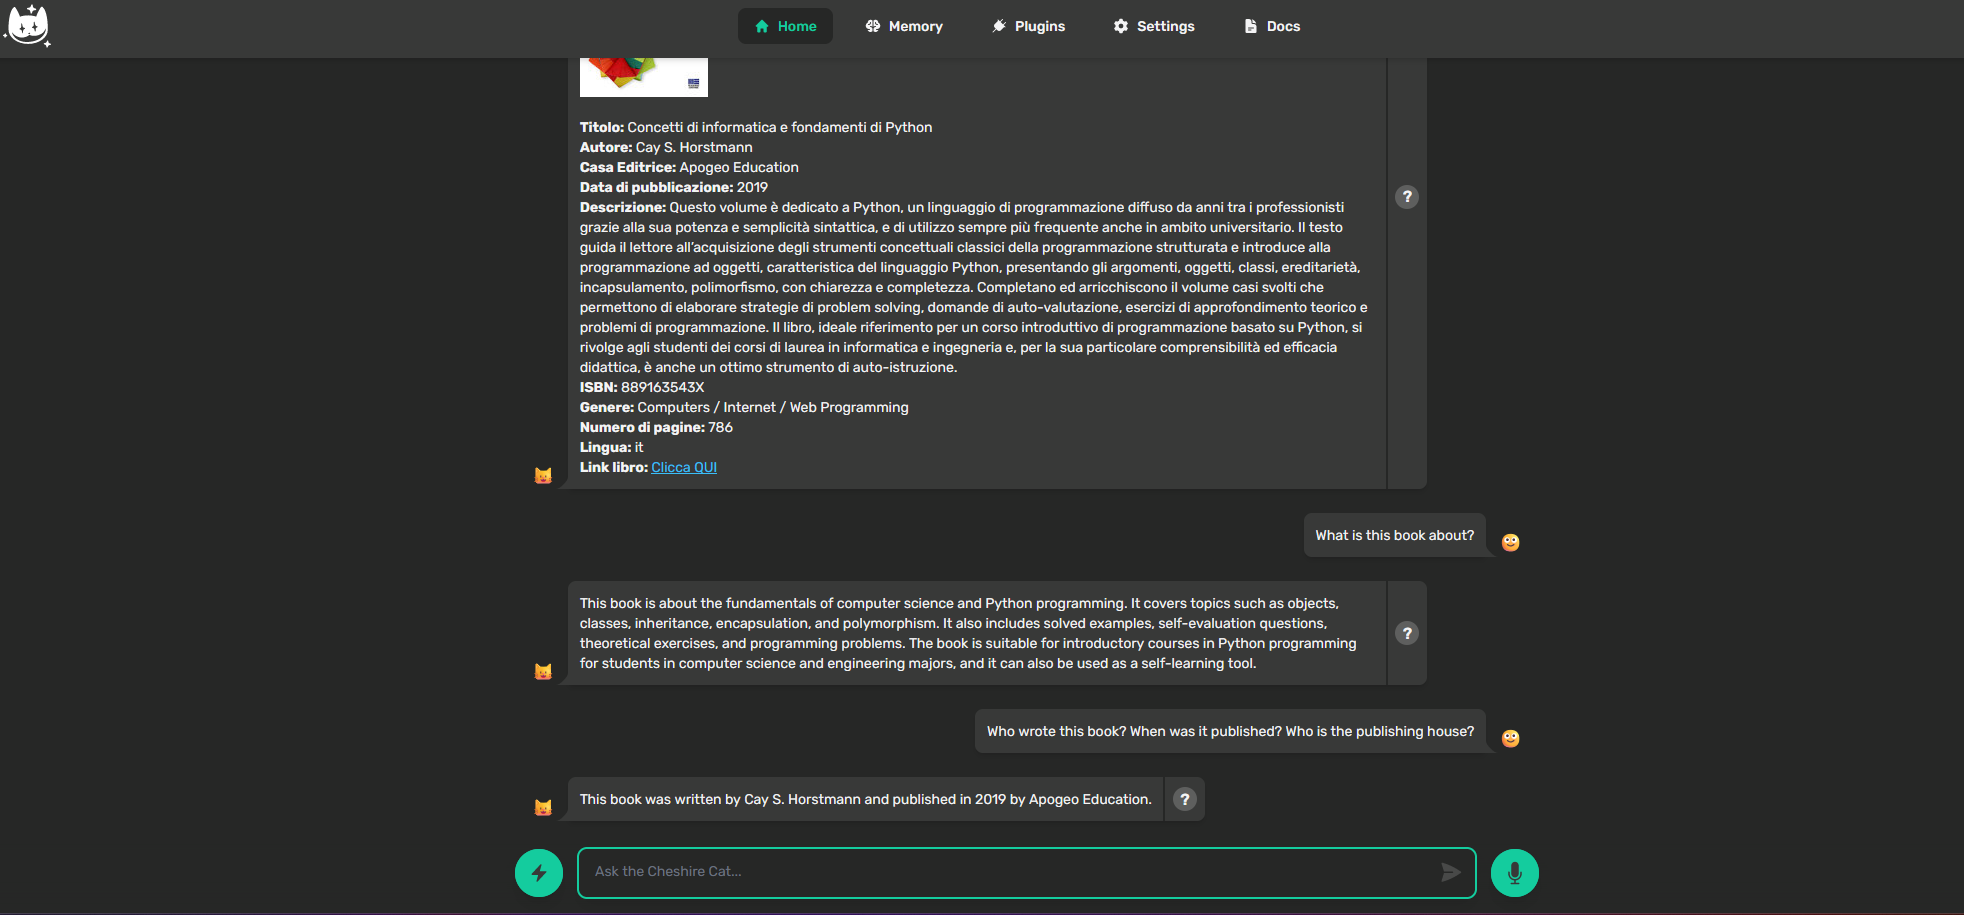 Home Memory Plugins Settings Docs
Titolo: Concetti di informatica e fondamenti di Python
Autore: Cay S. Horstmann
Casa Editrice: Apogeo Education
Data di pubblicazione: 2019
Descrizione: Questo volume è dedicato a Python, un linguaggio di programmazione diffuso da anni tra i professionisti
grazie alla sua potenza e semplicità sintattica, e di utilizzo sempre più frequente anche in ambito universitario. Il testo
guida il lettore all’acquisizione degli strumenti concettuali classici della programmazione strutturata e introduce alla
programmazione ad oggetti, caratteristica del linguaggio Python, presentando gli argomenti, oggetti, classi, ereditarietà,
incapsulamento, polimorfismo, con chiarezza e completezza. Completano ed arricchiscono il volume casi svolti che
permettono di elaborare strategie di problem solving, domande di auto-valutazione, esercizi di approfondimento teorico e
problemi di programmazione. Il libro, ideale riferimento per un corso introduttivo di programmazione basato su Python, si
rivolge agli studenti dei corsi di laurea in informatica e ingegneria e, per la sua particolare comprensibilità ed efficacia
didattica, è anche un ottimo strumento di auto-istruzione.
ISBN: 889163543X
Genere: Computers / Internet / Web Programming
Numero di pagine: 786
Lingua: it
Link libro: Clicca QUI
?
What is this book about?
This book is about the fundamentals of computer science and Python programming. It covers topics such as objects,
classes, inheritance, encapsulation, and polymorphism. It also includes solved examples, self-evaluation questions,
theoretical exercises, and programming problems. The book is suitable for introductory courses in Python programming
for students in computer science and engineering majors, and it can also be used as a self-learning tool.
?
Who wrote this book? When was it published? Who is the publishing house?
This book was written by Cay S. Horstmann and published in 2019 by Apogeo Education.
?
Ask the Cheshire Cat...